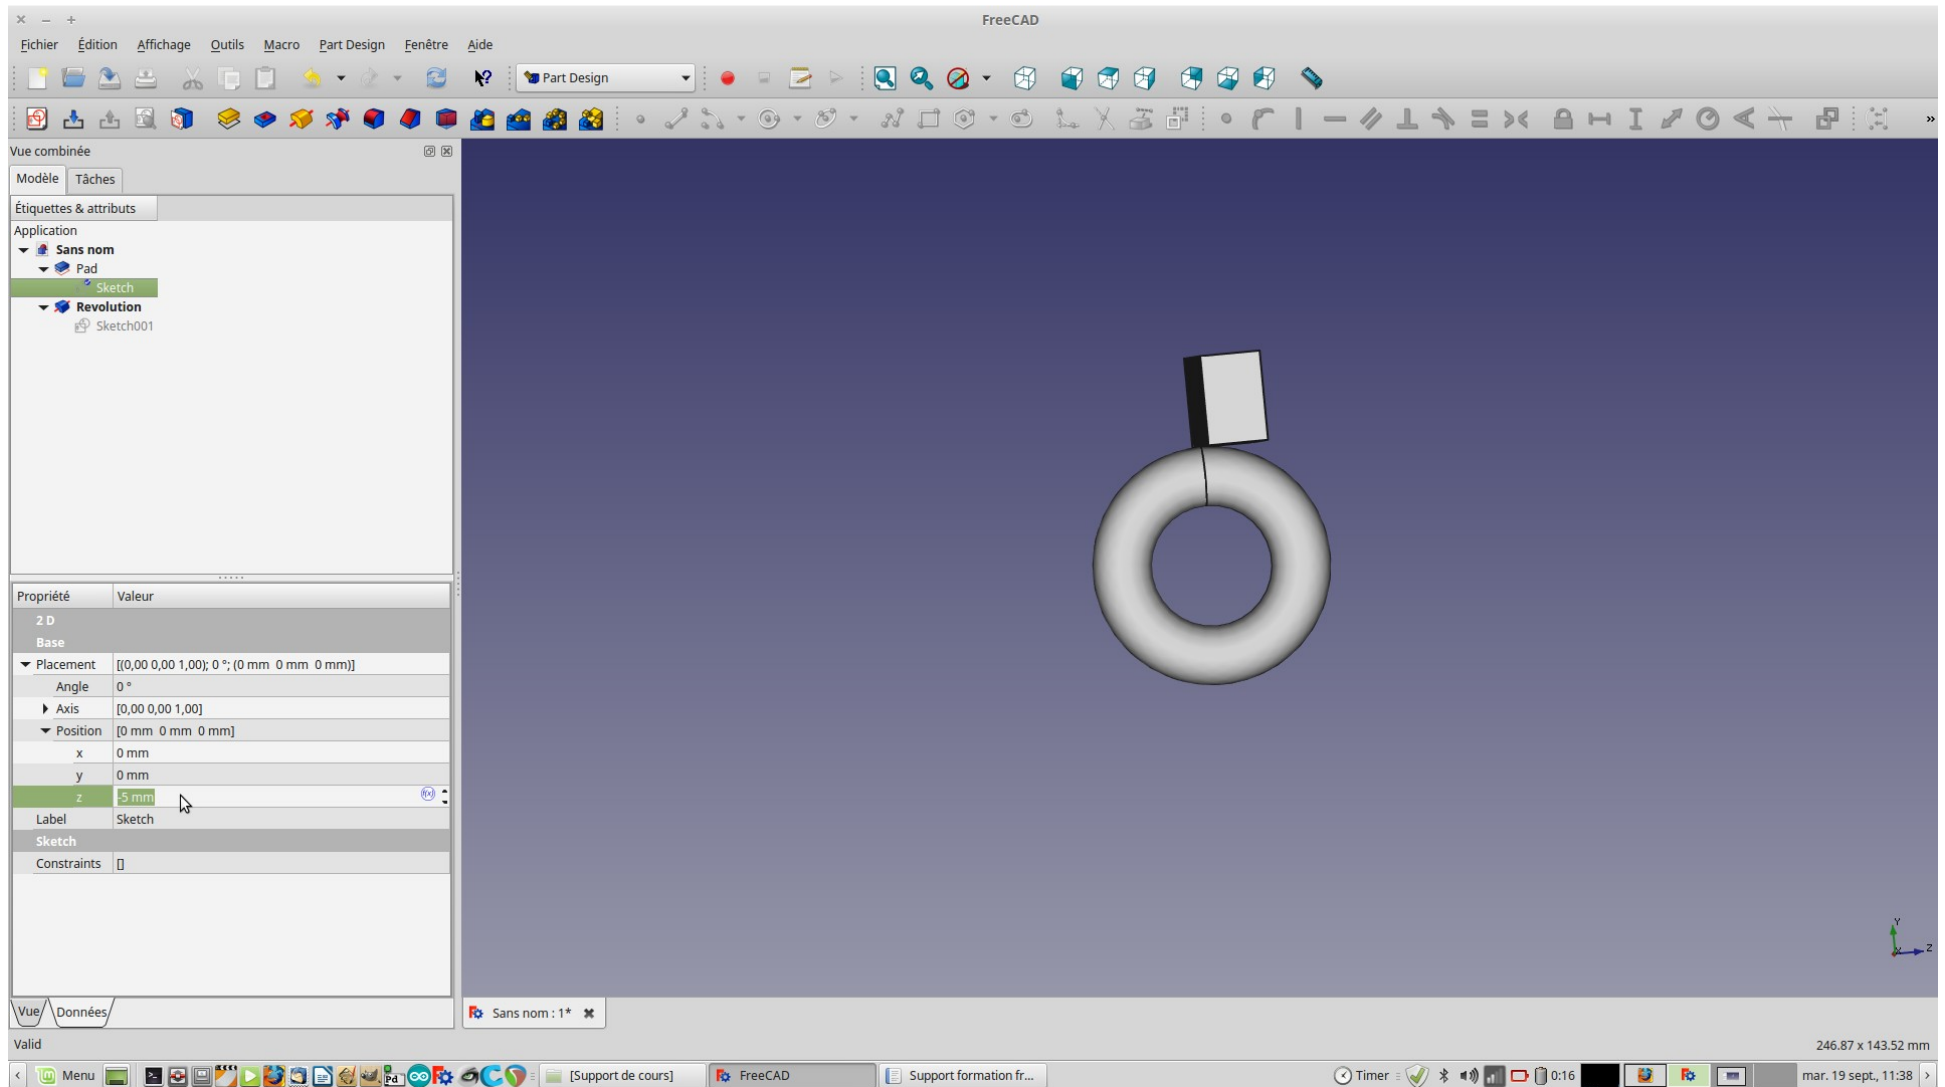 FreeCAD
Fichier Édition Affichage Outils Macro Part Design Fenêtre Aide
Part Design
Vue combinée
Modèle Tâches
Étiquettes & attributs
Application
Sans nom
Pad
Sketch
Revolution
Sketch001
Propriété Valeur
2 D
Base
Placement [(0,00 0,00 1,00); 0 °; (0 mm 0 mm 0 mm)]
Angle 0 °
Axis [0,00 0,00 1,00]
Position [0 mm 0 mm 0 mm]
x 0 mm
y 0 mm
z -5 mm
Label Sketch
Sketch
Constraints []
Y
X Z
Vue Données
Sans nom : 1*
Valid 246.87 x 143.52 mm
Menu Pd [Support de cours] FreeCAD Support formation fr... Timer 0:16 mar. 19 sept., 11:38